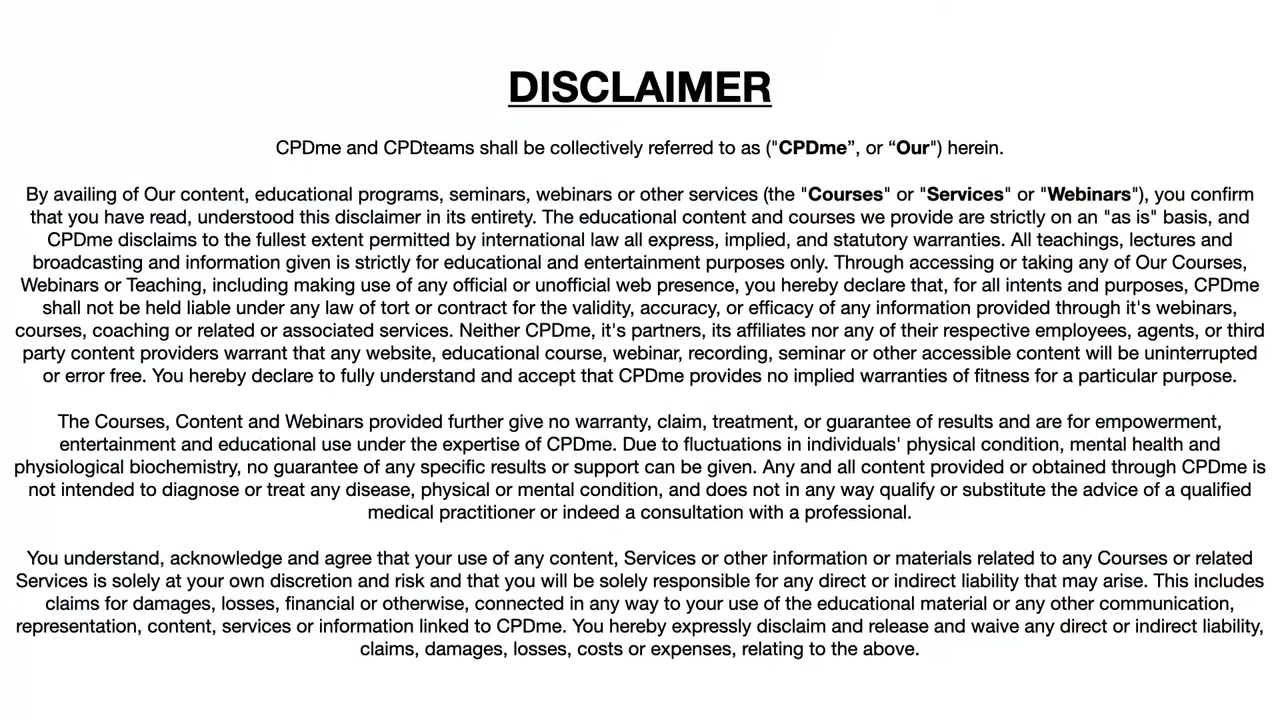 DISCLAIMER
CPDme and CPDteams shall be collectively referred to as ("CPDme”, or “Our") herein.
By availing of Our content, educational programs, seminars, webinars or other services (the "Courses" or "Services" or "Webinars"), you confirm
that you have read, understood this disclaimer in its entirety. The educational content and courses we provide are strictly on an "as is" basis, and
CPDme disclaims to the fullest extent permitted by international law all express, implied, and statutory warranties. All teachings, lectures and
broadcasting and information given is strictly for educational and entertainment purposes only. Through accessing or taking any of Our Courses,
Webinars or Teaching, including making use of any official or unofficial web presence, you hereby declare that, for all intents and purposes, CPDme
shall not be held liable under any law of tort or contract for the validity, accuracy, or efficacy of any information provided through it's webinars,
courses, coaching or related or associated services. Neither CPDme, it's partners, its affiliates nor any of their respective employees, agents, or third
party content providers warrant that any website, educational course, webinar, recording, seminar or other accessible content will be uninterrupted
or error free. You hereby declare to fully understand and accept that CPDme provides no implied warranties of fitness for a particular purpose.
The Courses, Content and Webinars provided further give no warranty, claim, treatment, or guarantee of results and are for empowerment,
entertainment and educational use under the expertise of CPDme. Due to fluctuations in individuals' physical condition, mental health and
physiological biochemistry, no guarantee of any specific results or support can be given. Any and all content provided or obtained through CPDme is
not intended to diagnose or treat any disease, physical or mental condition, and does not in any way qualify or substitute the advice of a qualified
medical practitioner or indeed a consultation with a professional.
You understand, acknowledge and agree that your use of any content, Services or other information or materials related to any Courses or related
Services is solely at your own discretion and risk and that you will be solely responsible for any direct or indirect liability that may arise. This includes
claims for damages, losses, financial or otherwise, connected in any way to your use of the educational material or any other communication,
representation, content, services or information linked to CPDme. You hereby expressly disclaim and release and waive any direct or indirect liability,
claims, damages, losses, costs or expenses, relating to the above.